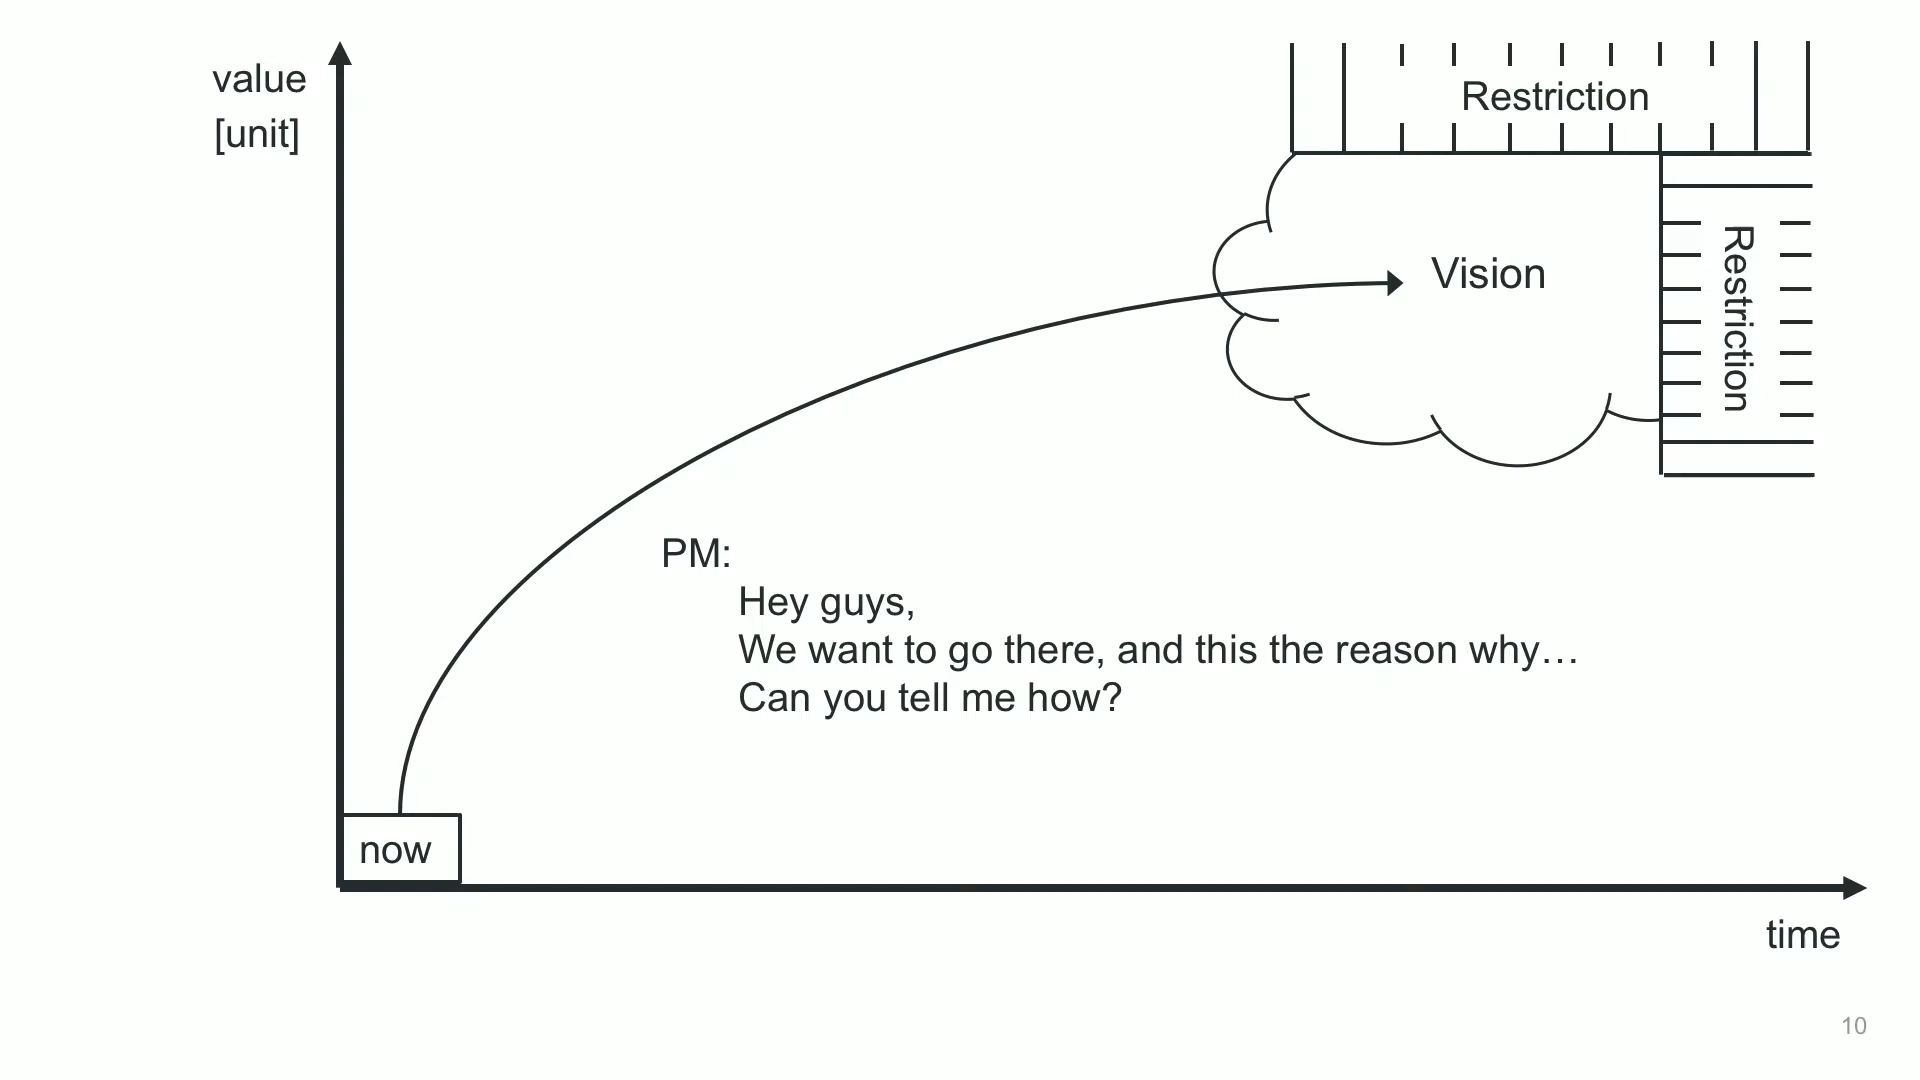 value
[unit]
Restriction
Restriction
Vision
PM:
Hey guys,
We want to go there, and this the reason why…
Can you tell me how?
now
time
10